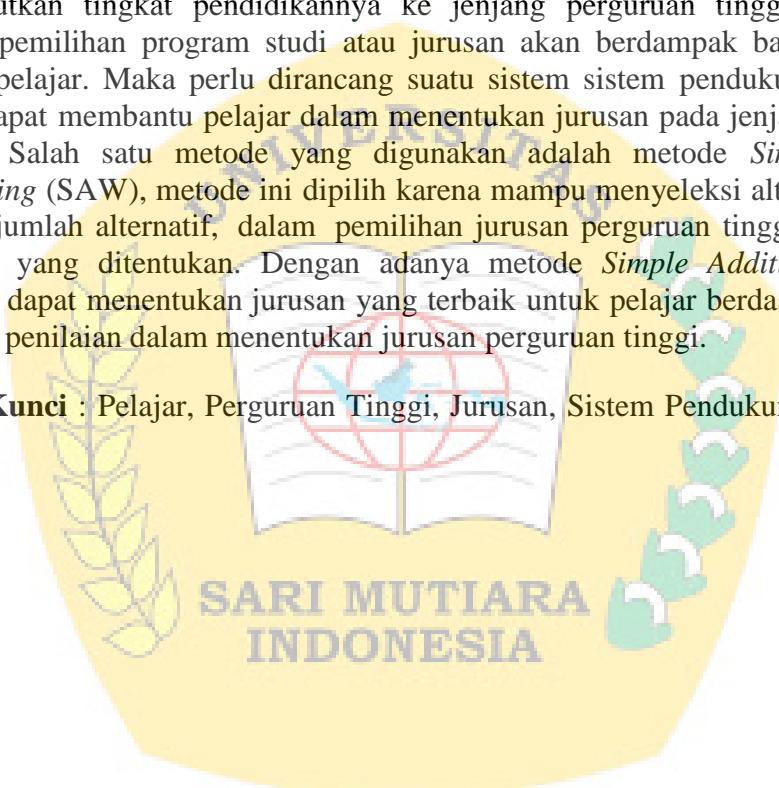 utkan tingkat pendidikannya ke jenjang perguruan tingg
pemilihan program studi atau jurusan akan berdampak ba
pelajar. Maka perlu dirancang suatu sistem sistem penduku
apat membantu pelajar dalam menentukan jurusan pada jenja
Salah satu metode yang digunakan adalah metode Si
ing (SAW), metode ini dipilih karena mampu menyeleksi alt
jumlah alternatif, dalam pemilihan jurusan perguruan tingg
yang ditentukan. Dengan adanya metode Simple Additi
dapat menentukan jurusan yang terbaik untuk pelajar berdas
penilaian dalam menentukan jurusan perguruan tinggi.
Kunci : Pelajar, Perguruan Tinggi, Jurusan, Sistem Penduku
UNIVERSITAS
SARI MUTIARA
INDONESIA